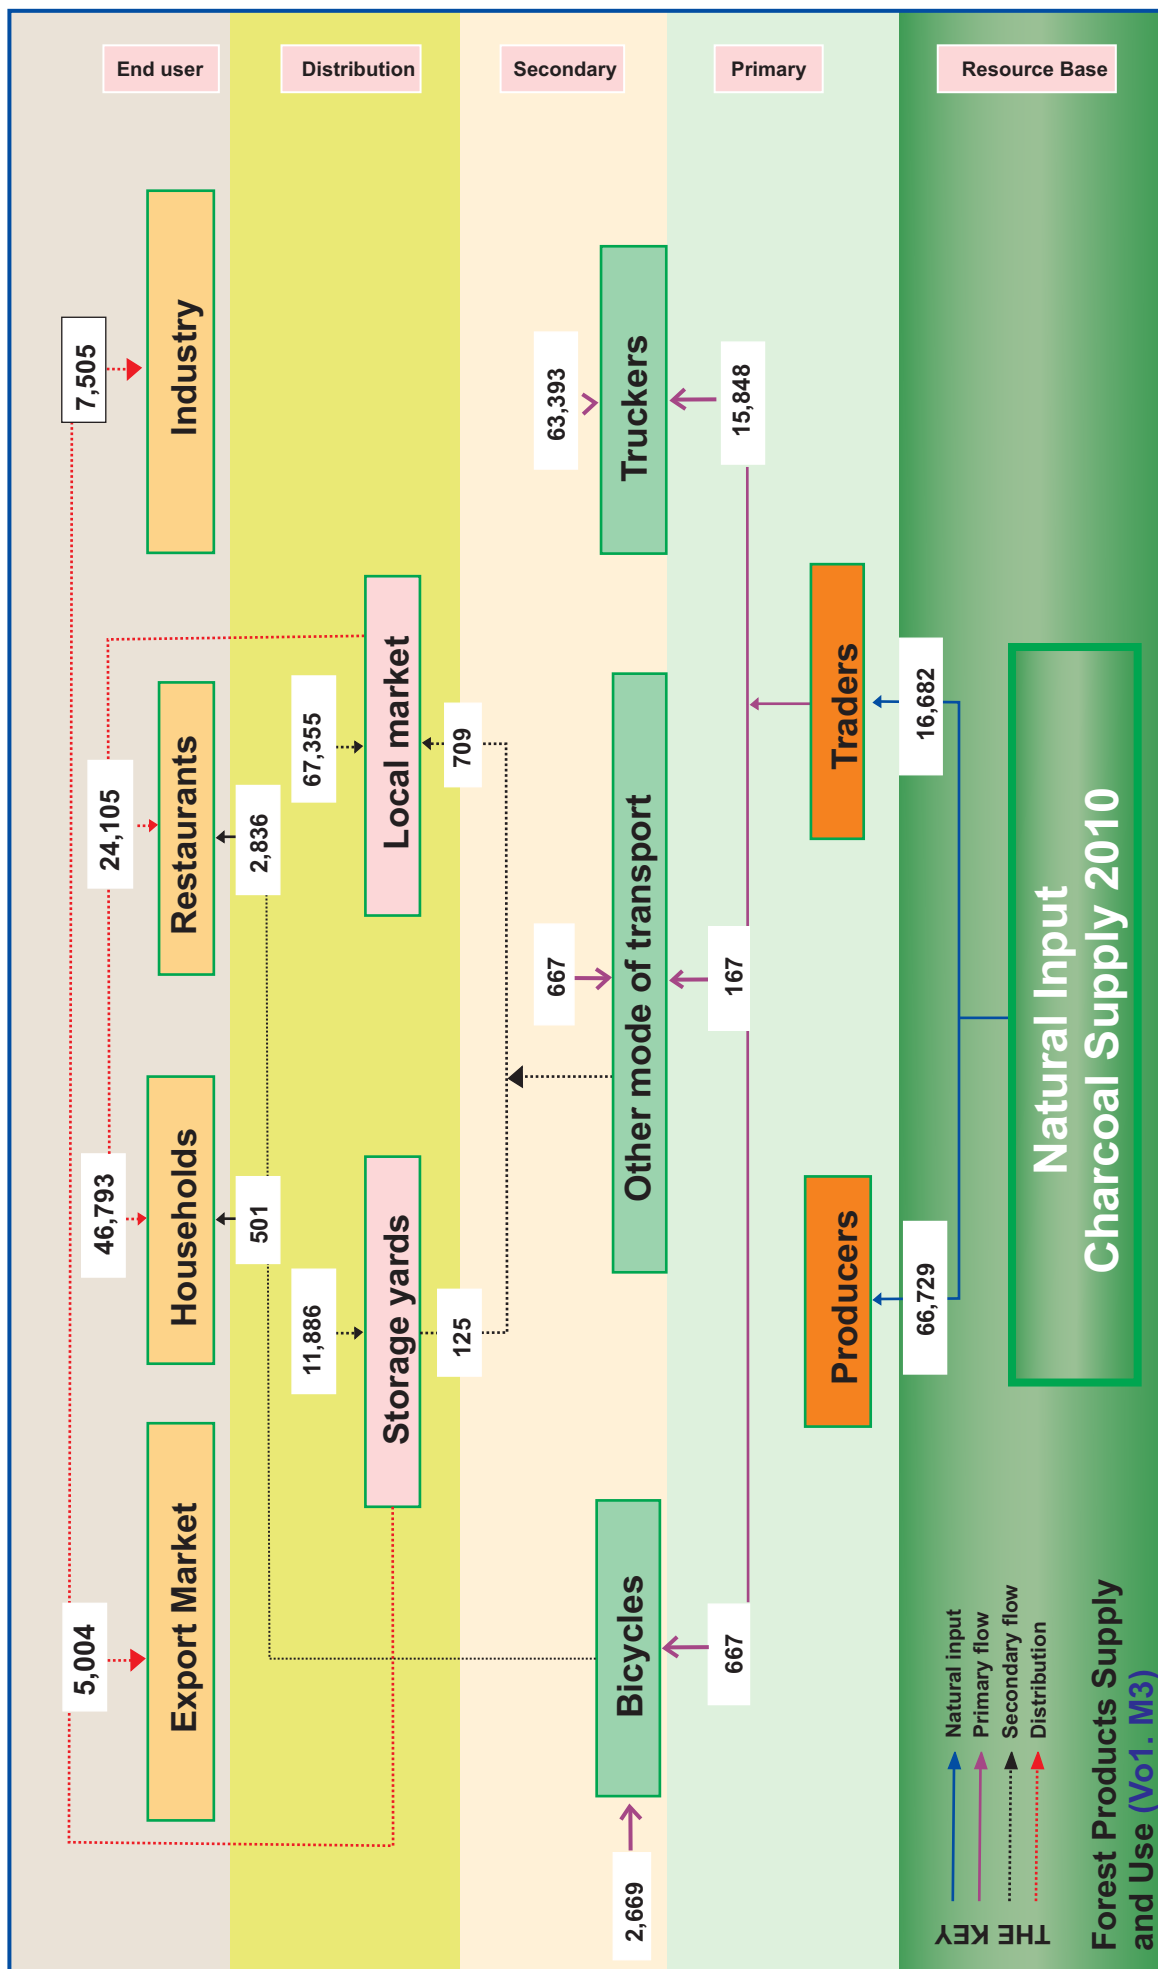 5,004
7,505
46,793
24,105
Export Market
Households
Restaurants
Industry
End user
501
2,836
11,886
67,355
Storage yards
Local market
Distribution
125
709
667
63,393
2,669
Bicycles
Other mode of transport
Truckers
Secondary
667
167
15,848
Producers
Traders
Primary
66,729
16,682
Natural Input
Charcoal Supply 2010
Resource Base
THE KEY
Natural input
Primary flow
Secondary flow
Distribution
Forest Products Supply
and Use (Vo1. M3)